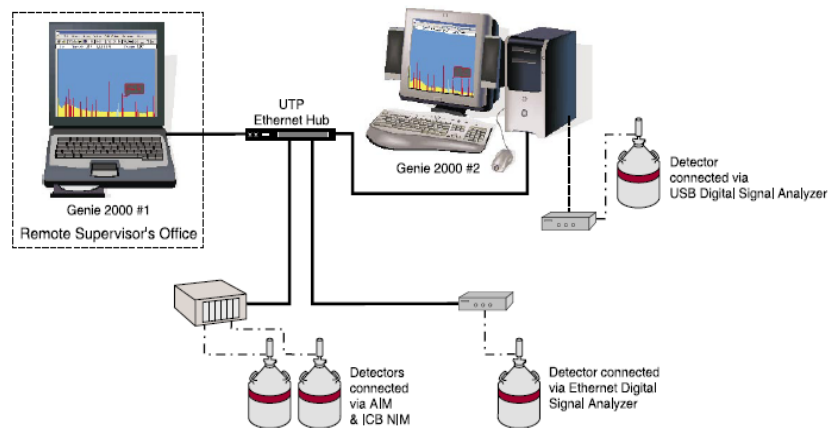 UTP
Ethernet Hub
Genie 2000 #1
Remote Supervisor's Office
Genie 2000 #2
Detector
connected via
USB Digital Signal Analyzer
Detectors
connected
via AIM
& ICB NIM
Detector connected
via Ethernet Digital
Signal Analyzer